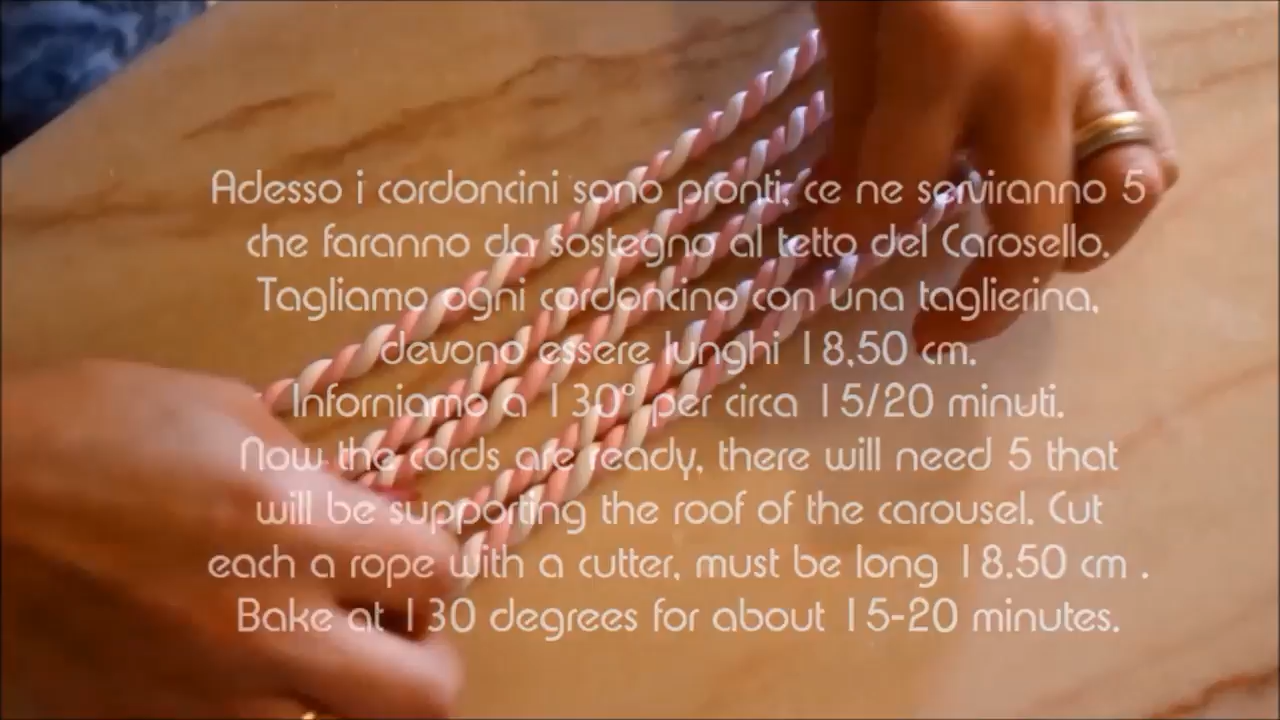 Adesso i cordoncini sono pronti, ce ne serviranno 5
che faranno da sostegno al tetto del Carosello.
Tagliamo ogni cordoncino con una taglierina,
devono essere lunghi 18,50 cm.
Inforniamo a 130° per circa 15/20 minuti.
Now the cords are ready, there will need 5 that
will be supporting the roof of the carousel. Cut
each a rope with a cutter, must be long 18.50 cm .
Bake at 130 degrees for about 15-20 minutes.